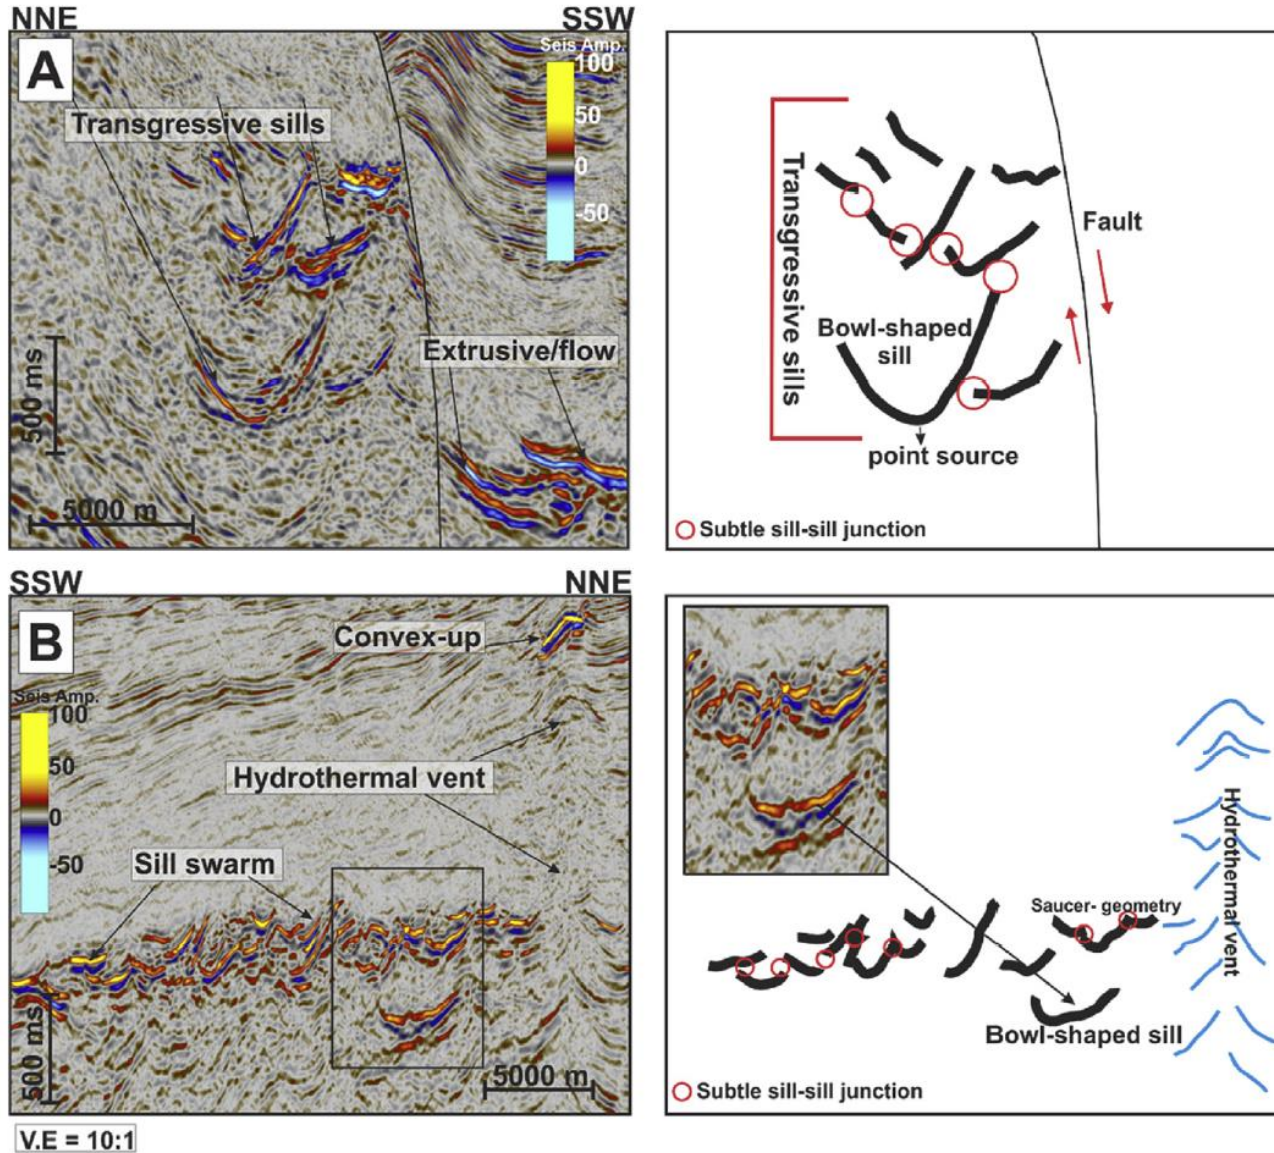 NNE
SSW
A
Seis Amp.
100
50
0
-50
Transgressive sills
Extrusive/flow
500 ms
5000 m
Transgressive sills
Fault
Bowl-shaped
sill
point source
Subtle sill-sill junction
SSW
NNE
B
Convex-up
Seis Amp.
100
50
0
-50
Hydrothermal vent
Sill swarm
500 ms
5000 m
Hydrothermal vent
Saucer- geometry
Bowl-shaped sill
Subtle sill-sill junction
V.E = 10:1